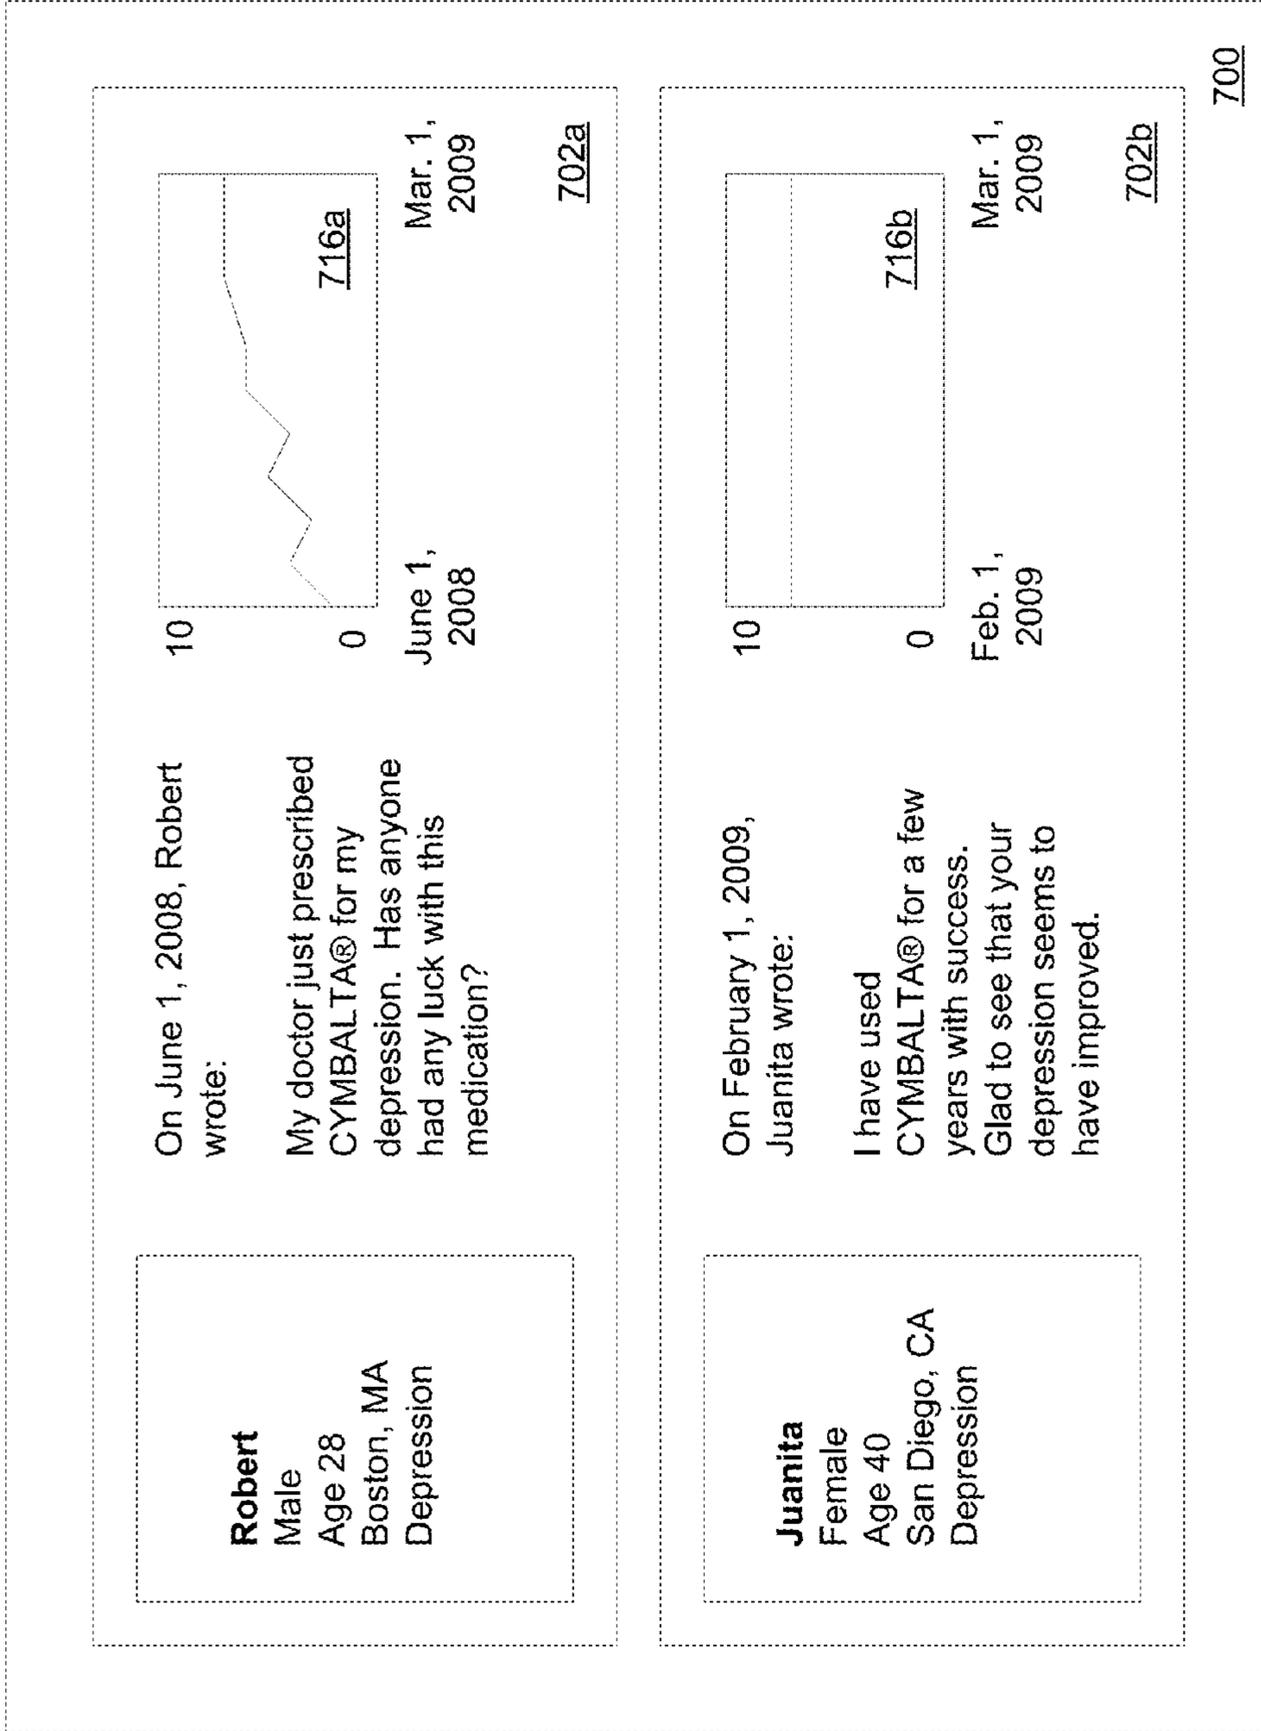 Robert
Male
Age 28
Boston, MA
Depression
On June 1, 2008, Robert
wrote:
My doctor just prescribed
CYMBALTA® for my
depression.  Has anyone
had any luck with this
medication?
10
0
716a
June 1,
2008
Mar. 1,
2009
702a
Juanita
Female
Age 40
San Diego, CA
Depression
On February 1, 2009,
Juanita wrote:
I have used
CYMBALTA® for a few
years with success.
Glad to see that your
depression seems to
have improved.
10
0
716b
Feb. 1,
2009
Mar. 1,
2009
702b
700